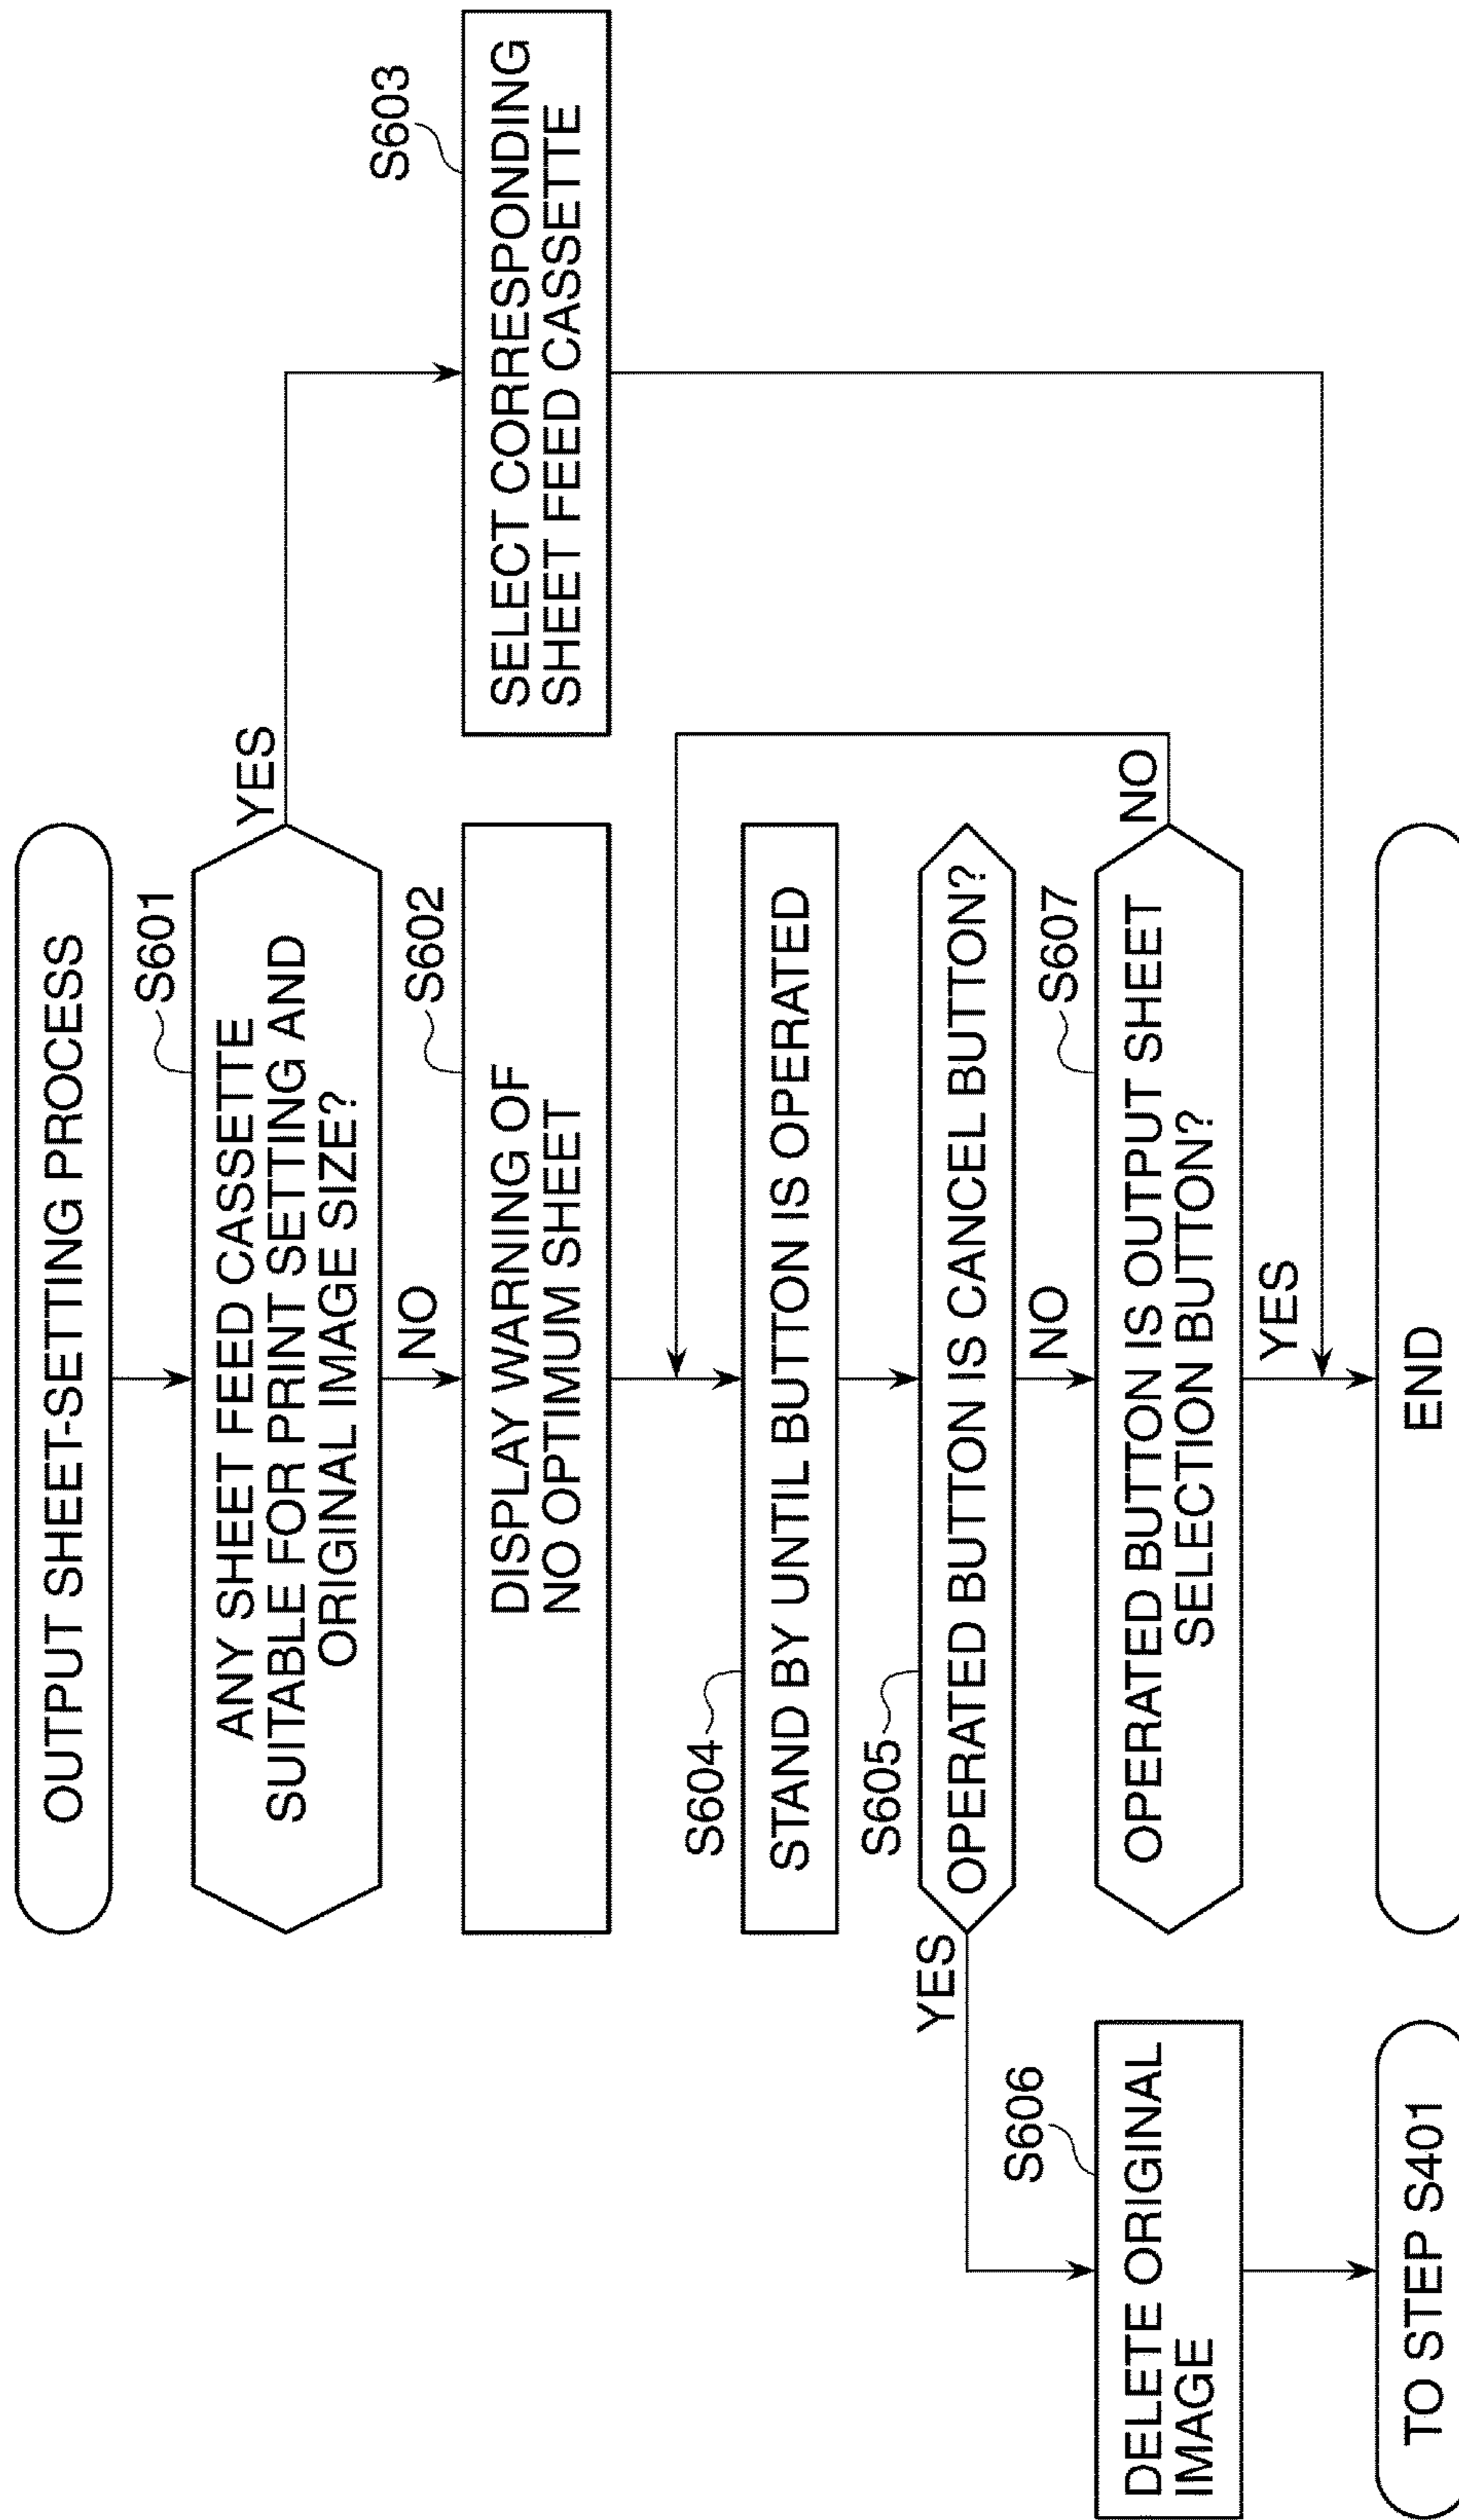 OUTPUT SHEET-SETTING PROCESS
S601
ANY SHEET FEED CASSETTE
SUITABLE FOR PRINT SETTING AND
ORIGINAL IMAGE SIZE?
YES
NO
S602
DISPLAY WARNING OF
NO OPTIMUM SHEET
S603
SELECT CORRESPONDING
SHEET FEED CASSETTE
S604
STAND BY UNTIL BUTTON IS OPERATED
S605
OPERATED BUTTON IS CANCEL BUTTON?
YES
NO
S606
DELETE ORIGINAL
IMAGE
S607
OPERATED BUTTON IS OUTPUT SHEET
SELECTION BUTTON?
NO
YES
TO STEP S401
END